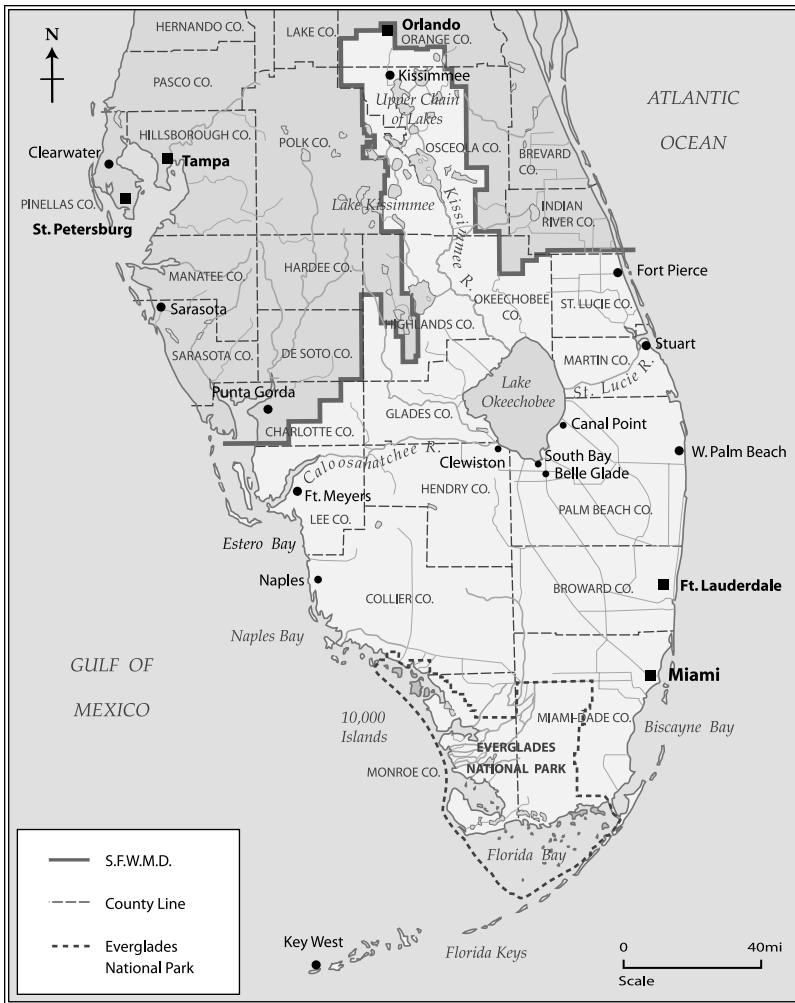 HERNANDO CO.
LAKE CO.
Orlando
ORANGE CO.
N
PASCO CO.
Kissimmee
Upper Chain
of Lakes
ATLANTIC
OCEAN
HILLSBOROUGH CO.
Clearwater
Tampa
POLK CO.
OSCEOLA CO.
BREVARD
CO.
PINELLAS CO.
St. Petersburg
Lake Kissimmee
Kissimmee R.
INDIAN
RIVER CO.
MANATEE CO.
HARDEE CO.
Fort Pierce
OKEECHOBEE
CO.
ST. LUCIE CO.
Sarasota
HIGHLANDS CO.
SARASOTA CO.
DE SOTO CO.
Stuart
MARTIN CO.
St. Lucie R.
Lake
Okeechobee
Punta Gorda
GLADES CO.
CHARLOTTE CO.
Canal Point
Caloosanatchee R.
Clewiston
South Bay
Belle Glade
W. Palm Beach
Ft. Meyers
HENDRY CO.
LEE CO.
PALM BEACH CO.
Estero Bay
Naples
COLLIER CO.
BROWARD CO.
Ft. Lauderdale
Naples Bay
GULF OF
MEXICO
Miami
10,000
Islands
MIAMI-DADE CO.
Biscayne Bay
EVERGLADES
NATIONAL PARK
MONROE CO.
Florida Bay
S.F.W.M.D.
County Line
Everglades
National Park
Key West
Florida Keys
0 40mi
Scale